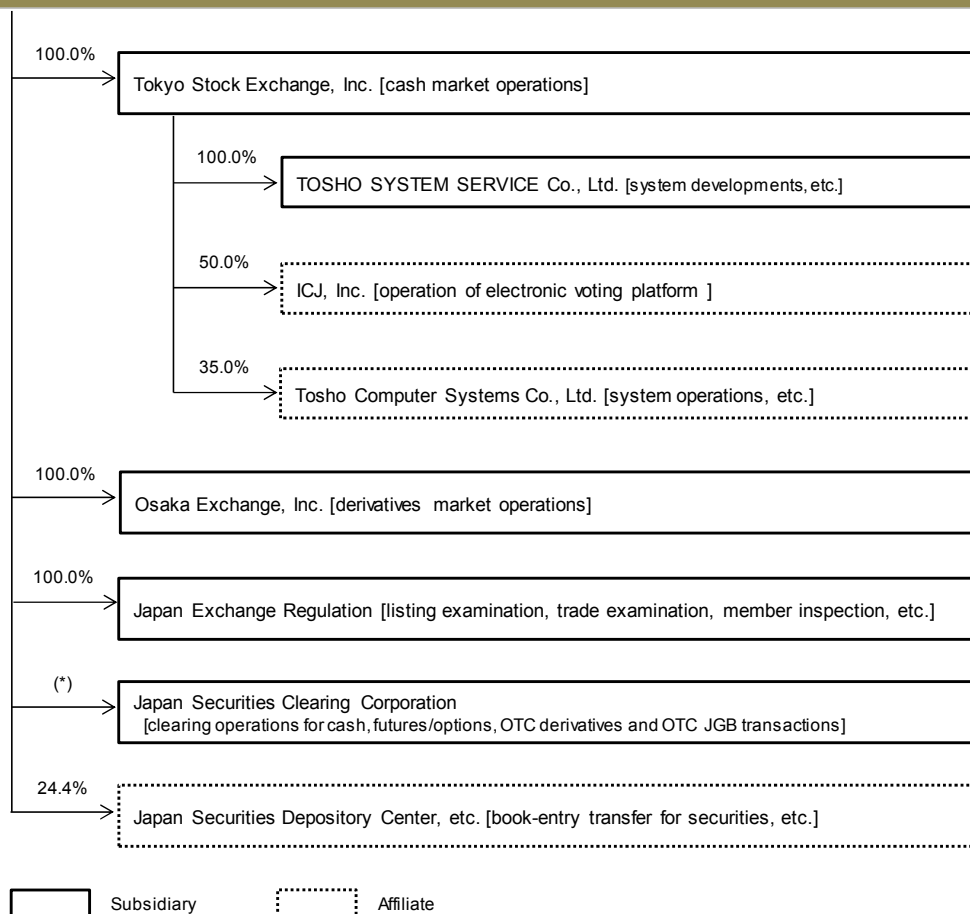 100.0%
Tokyo Stock Exchange, Inc. [cash market operations]
100.0%
TOSHO SYSTEM SERVICE Co., Ltd. [system developments, etc.]
50.0%
ICJ, Inc. [operation of electronic voting platform ]
35.0%
Tosho Computer Systems Co., Ltd. [system operations, etc.]
100.0%
Osaka Exchange, Inc. [derivatives market operations]
100.0%
Japan Exchange Regulation [listing examination, trade examination, member inspection, etc.]
(*)
Japan Securities Clearing Corporation
[clearing operations for cash, futures/options, OTC derivatives and OTC JGB transactions]
24.4%
Japan Securities Depository Center, etc. [book-entry transfer for securities, etc.]
Subsidiary Affiliate